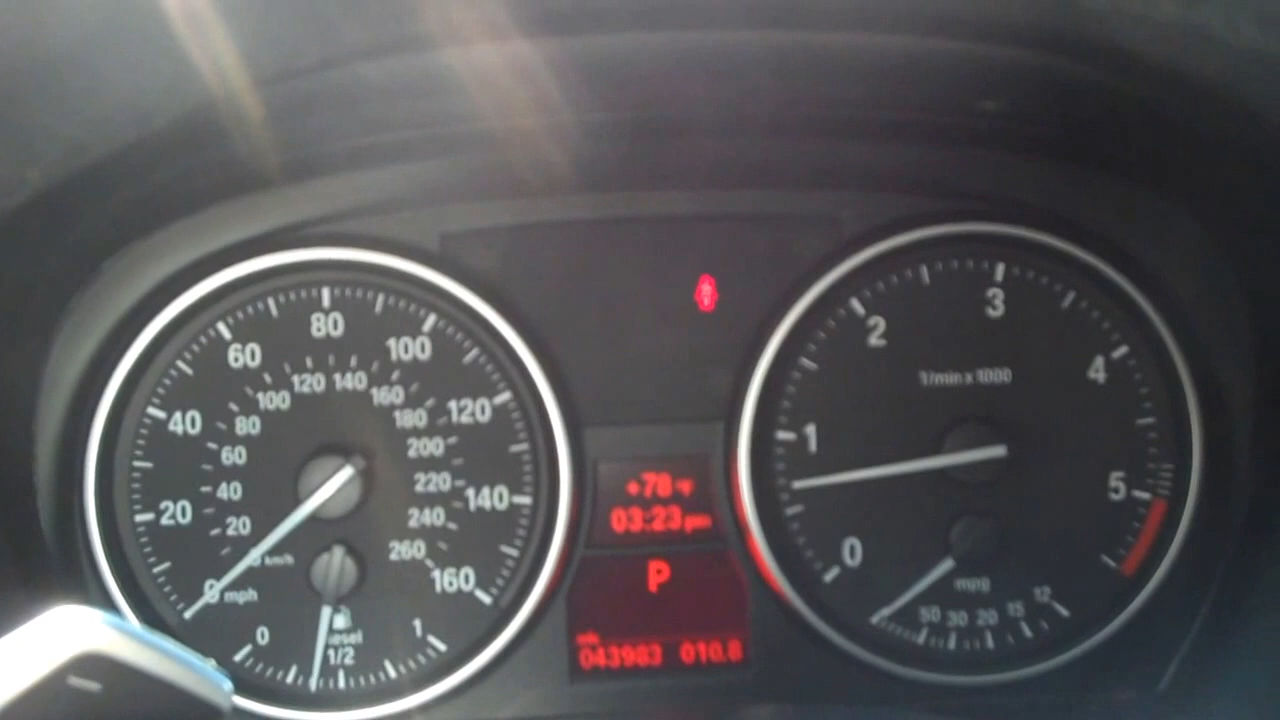 20 40 60 80 100 120 140 160
20 40 60 80 100 120 140 160 180 200 220 240 260
km/h
mph
0 1/2 1
+78°F
03:23pm
P
mls
043983 010.8
0 1 2 3 4 5
1/min x 1000
mpg
50 30 20 15 12